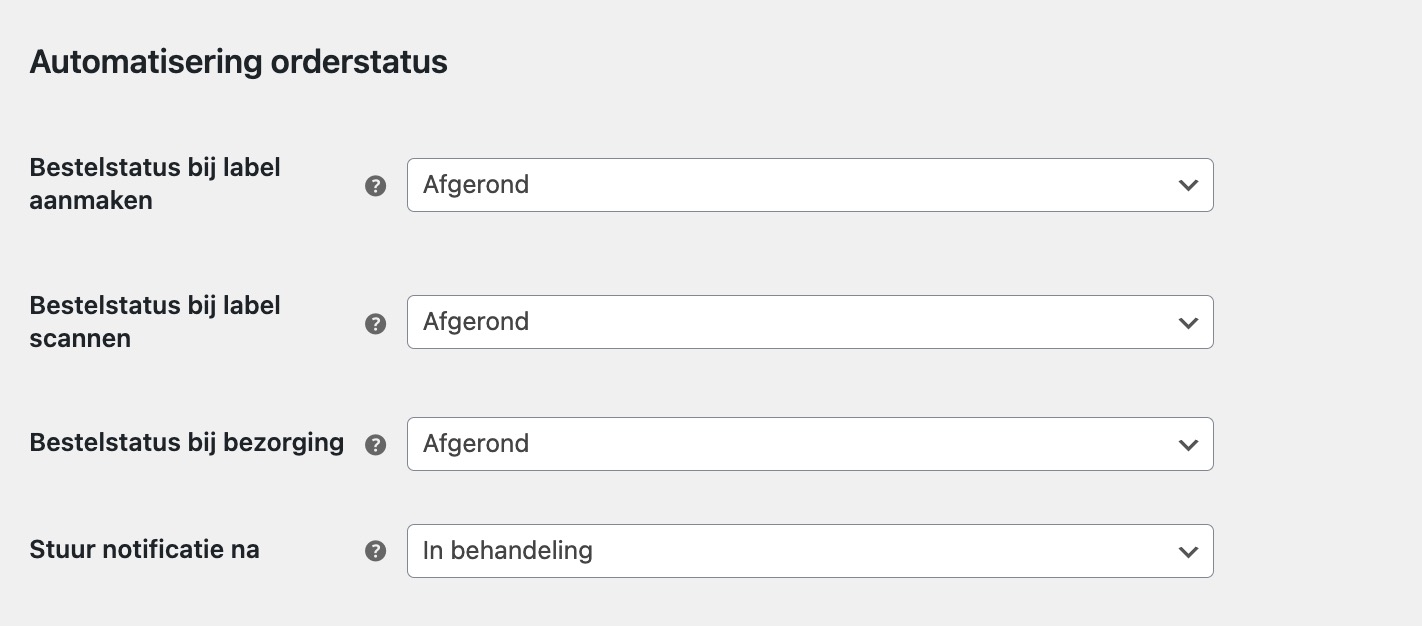 Automatisering orderstatus
Bestelstatus bij label
aanmaken
? Afgerond
Bestelstatus bij label
scannen
? Afgerond
Bestelstatus bij bezorging ? Afgerond
Stuur notificatie na ? In behandeling